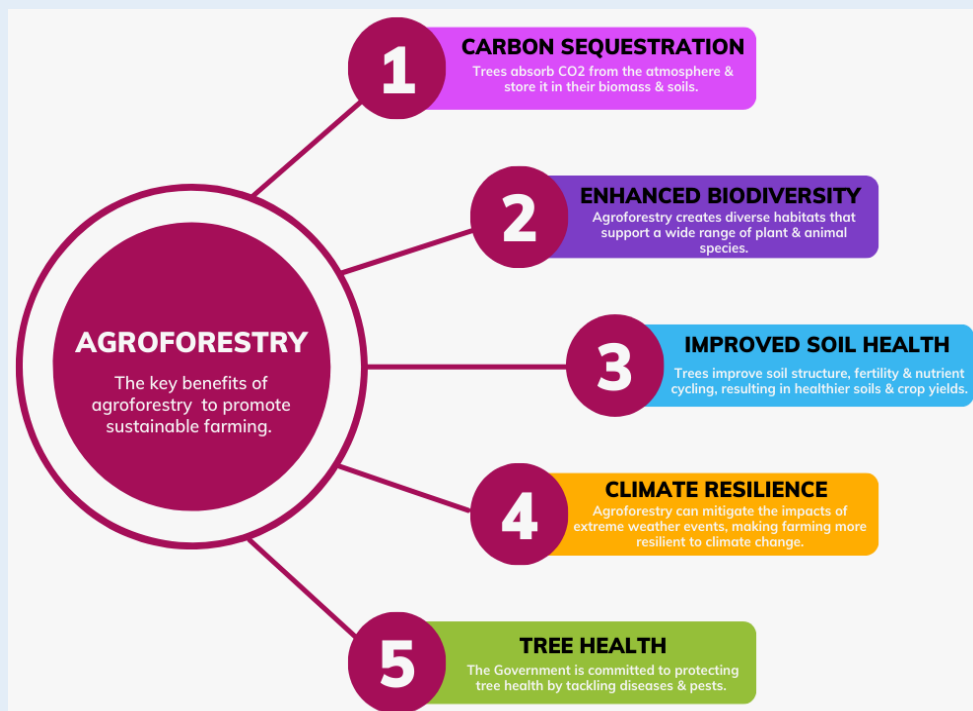 AGROFORESTRY
The key benefits of
agroforestry to promote
sustainable farming.
1
CARBON SEQUESTRATION
Trees absorb CO2 from the atmosphere &
store it in their biomass & soils.
2
ENHANCED BIODIVERSITY
Agroforestry creates diverse habitats that
support a wide range of plant & animal
species.
3
IMPROVED SOIL HEALTH
Trees improve soil structure, fertility & nutrient
cycling, resulting in healthier soils & crop yields.
4
CLIMATE RESILIENCE
Agroforestry can mitigate the impacts of
extreme weather events, making farming more
resilient to climate change.
5
TREE HEALTH
The Government is committed to protecting
tree health by tackling diseases & pests.